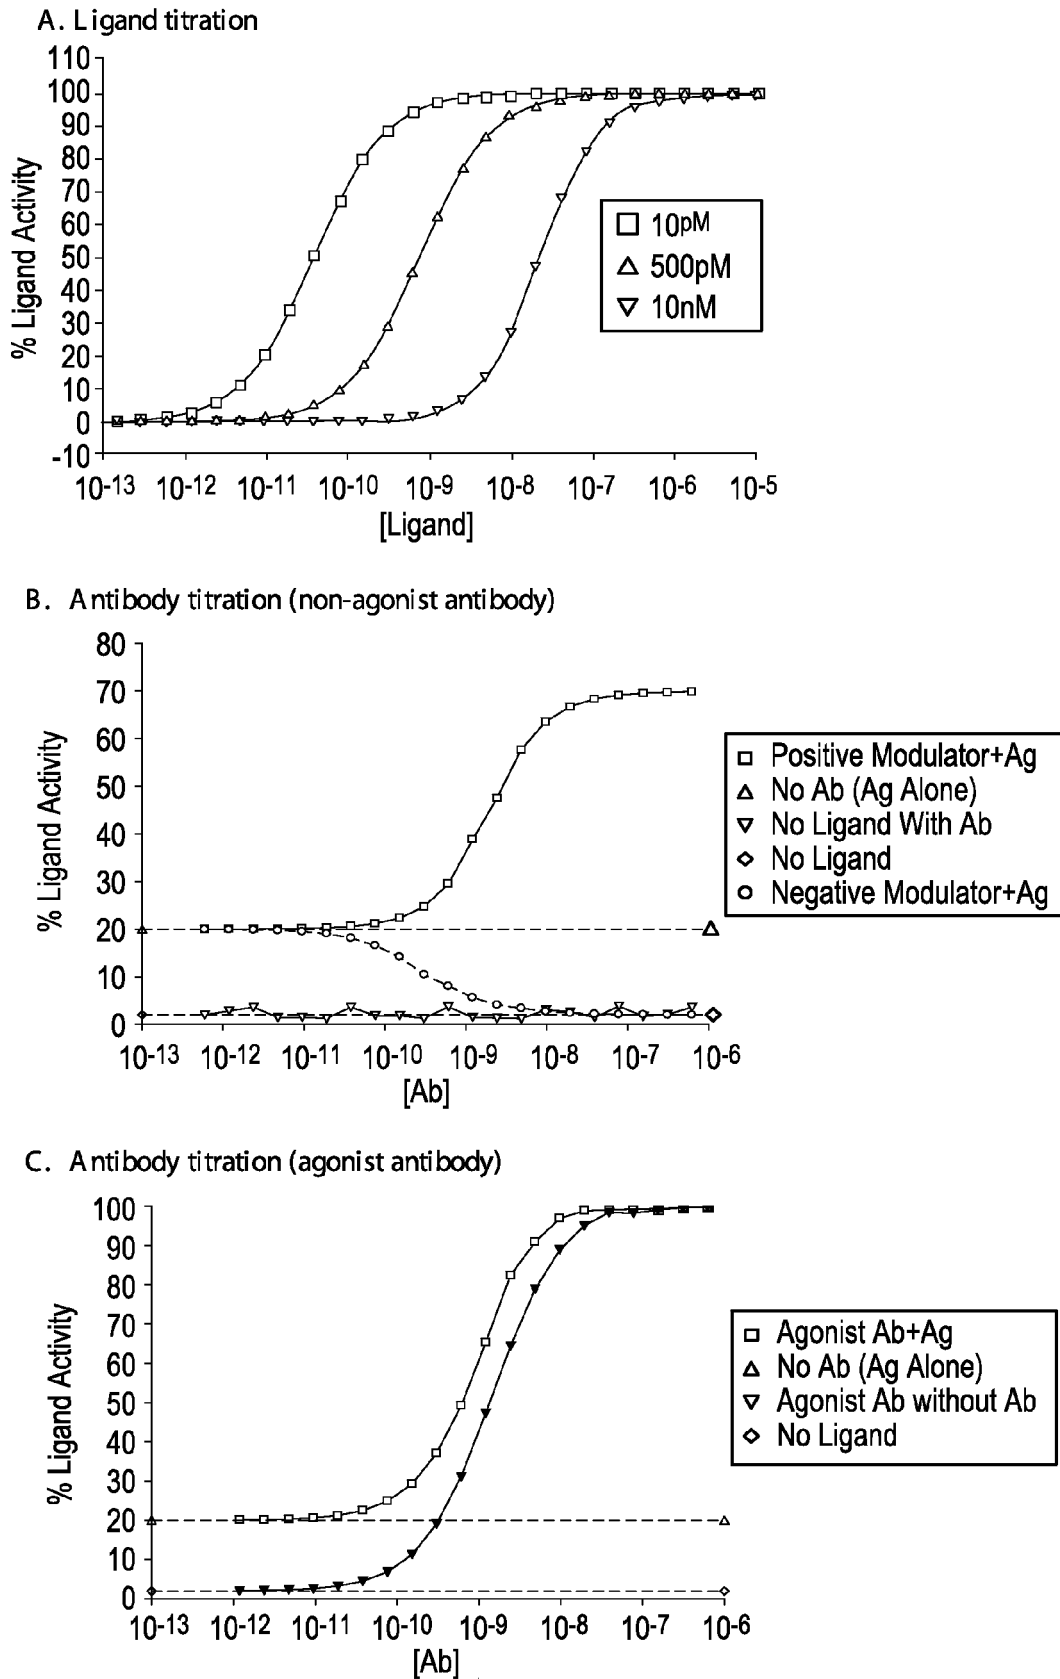 A. Ligand titration
110
100
90
80
70
60
50
40
30
20
10
0
-10
% Ligand Activity
10pM
500pM
10nM
10-13 10-12 10-11 10-10 10-9 10-8 10-7 10-6 10-5
[Ligand]
B. Antibody titration (non-agonist antibody)
80
70
60
50
40
30
20
10
0
% Ligand Activity
Positive Modulator+Ag
No Ab (Ag Alone)
No Ligand With Ab
No Ligand
Negative Modulator+Ag
10-13 10-12 10-11 10-10 10-9 10-8 10-7 10-6
[Ab]
C. Antibody titration (agonist antibody)
100
90
80
70
60
50
40
30
20
10
0
% Ligand Activity
Agonist Ab+Ag
No Ab (Ag Alone)
Agonist Ab without Ab
No Ligand
10-13 10-12 10-11 10-10 10-9 10-8 10-7 10-6
[Ab]